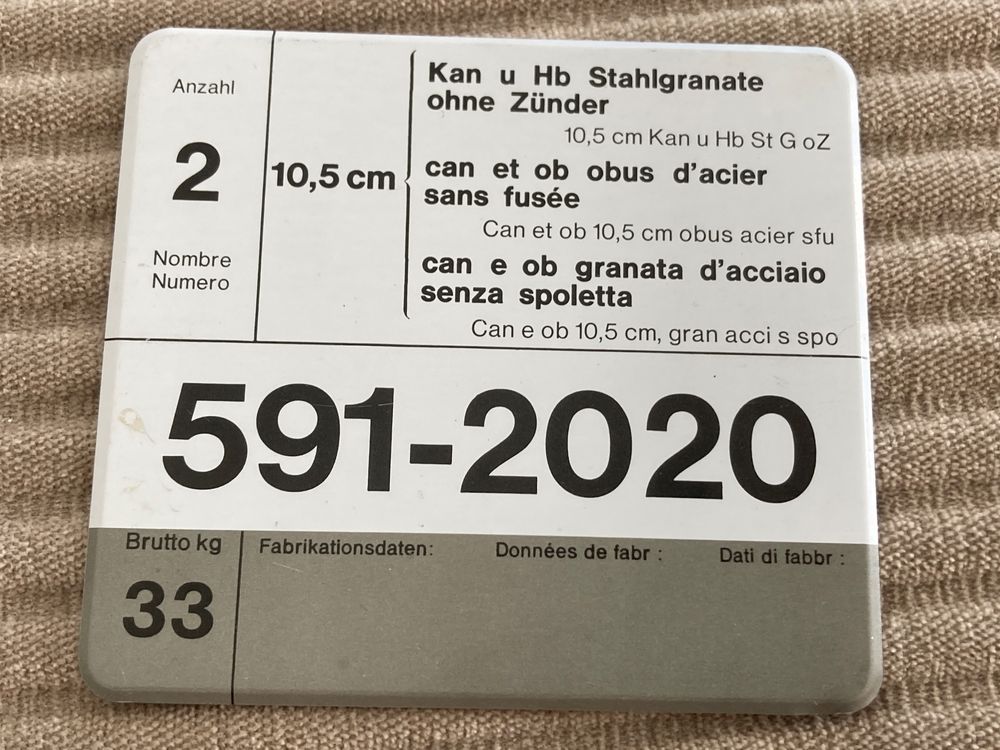 Anzahl
2
Nombre
Numero
10,5 cm
Kan u Hb Stahlgranate
ohne Zünder
10,5 cm Kan u Hb St G oZ
can et ob obus d'acier
sans fusée
Can et ob 10,5 cm obus acier sfu
can e ob granata d'acciaio
senza spoletta
Can e ob 10,5 cm, gran acci s spo
591-2020
Brutto kg
33
Fabrikationsdaten:
Données de fabr :
Dati di fabbr :